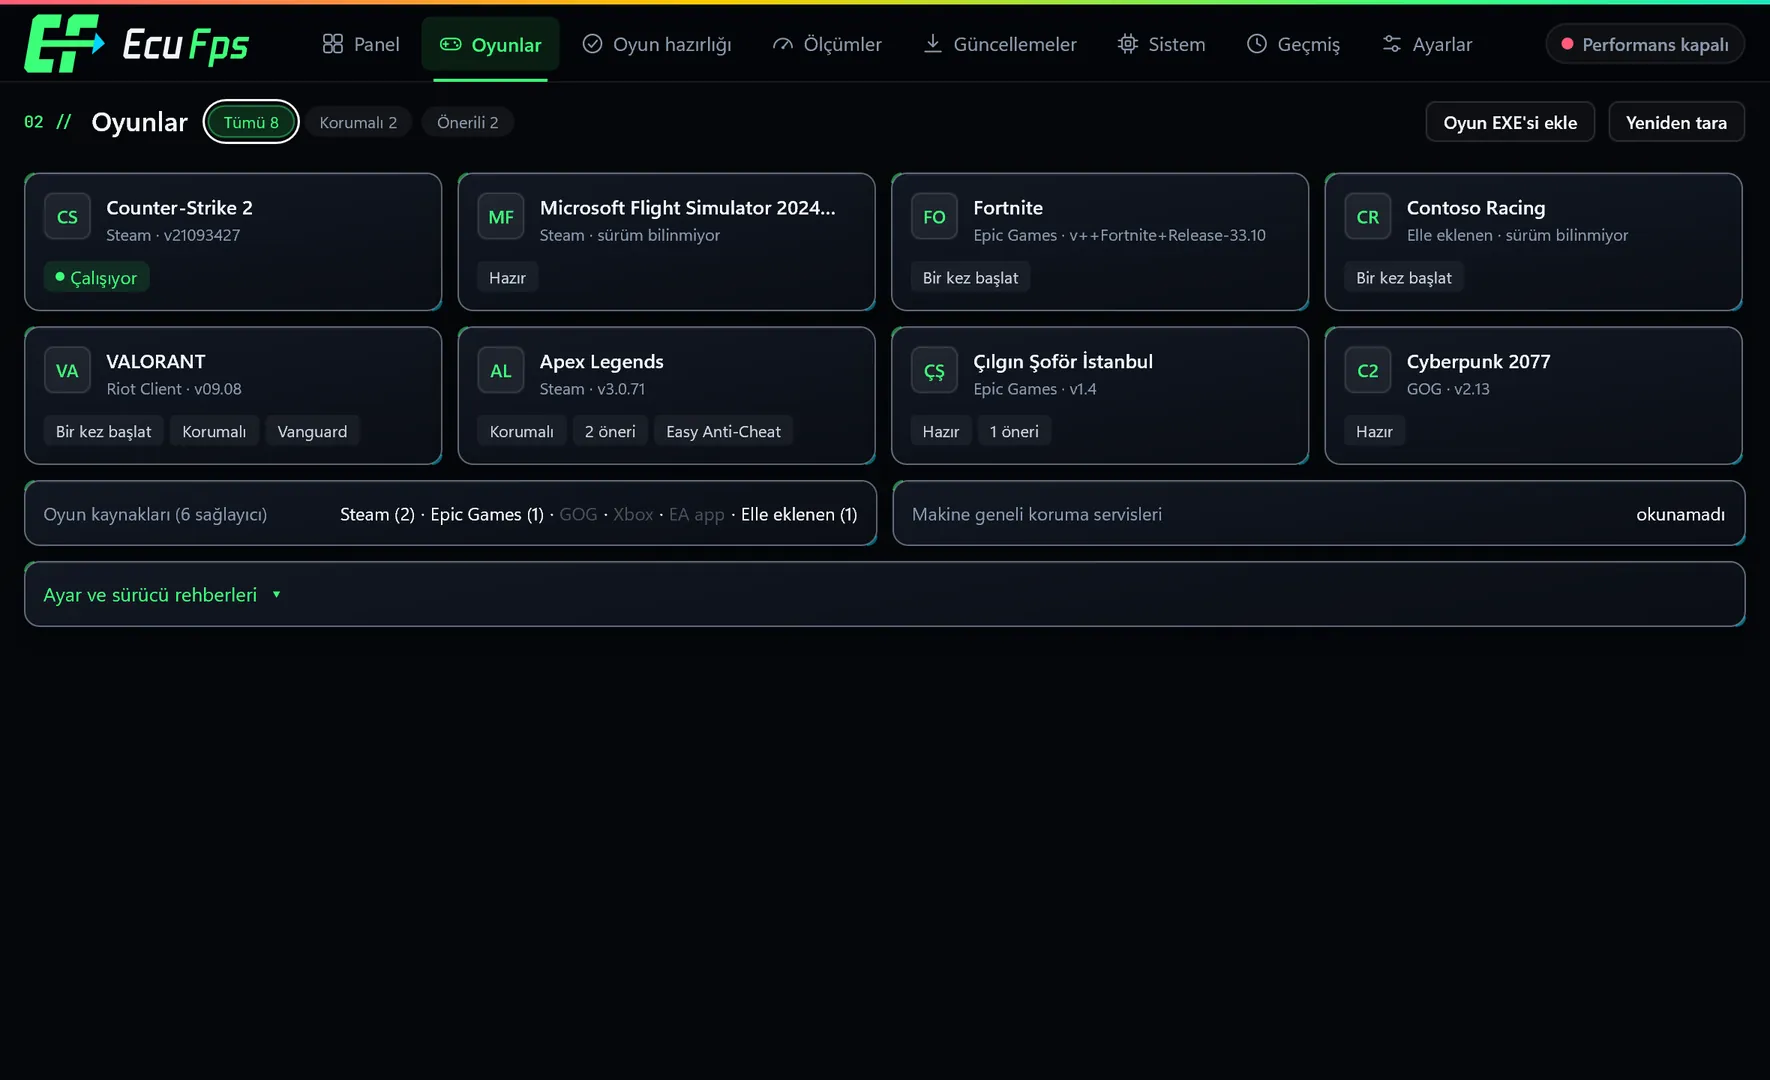 Ecu Fps
Panel
Oyunlar
Oyun hazırlığı
Ölçümler
Güncellemeler
Sistem
Geçmiş
Ayarlar
Performans kapalı
02 // Oyunlar
Tümü 8
Korumalı 2
Önerili 2
Oyun EXE'si ekle
Yeniden tara
CS
Counter-Strike 2
Steam · v21093427
Çalışıyor
MF
Microsoft Flight Simulator 2024...
Steam · sürüm bilinmiyor
Hazır
FO
Fortnite
Epic Games · v++Fortnite+Release-33.10
Bir kez başlat
CR
Contoso Racing
Elle eklenen · sürüm bilinmiyor
Bir kez başlat
VA
VALORANT
Riot Client · v09.08
Bir kez başlat
Korumalı
Vanguard
AL
Apex Legends
Steam · v3.0.71
Korumalı
2 öneri
Easy Anti-Cheat
ÇŞ
Çılgın Şoför İstanbul
Epic Games · v1.4
Hazır
1 öneri
C2
Cyberpunk 2077
GOG · v2.13
Hazır
Oyun kaynakları (6 sağlayıcı)
Steam (2) · Epic Games (1) · GOG · Xbox · EA app · Elle eklenen (1)
Makine geneli koruma servisleri
okunamadı
Ayar ve sürücü rehberleri